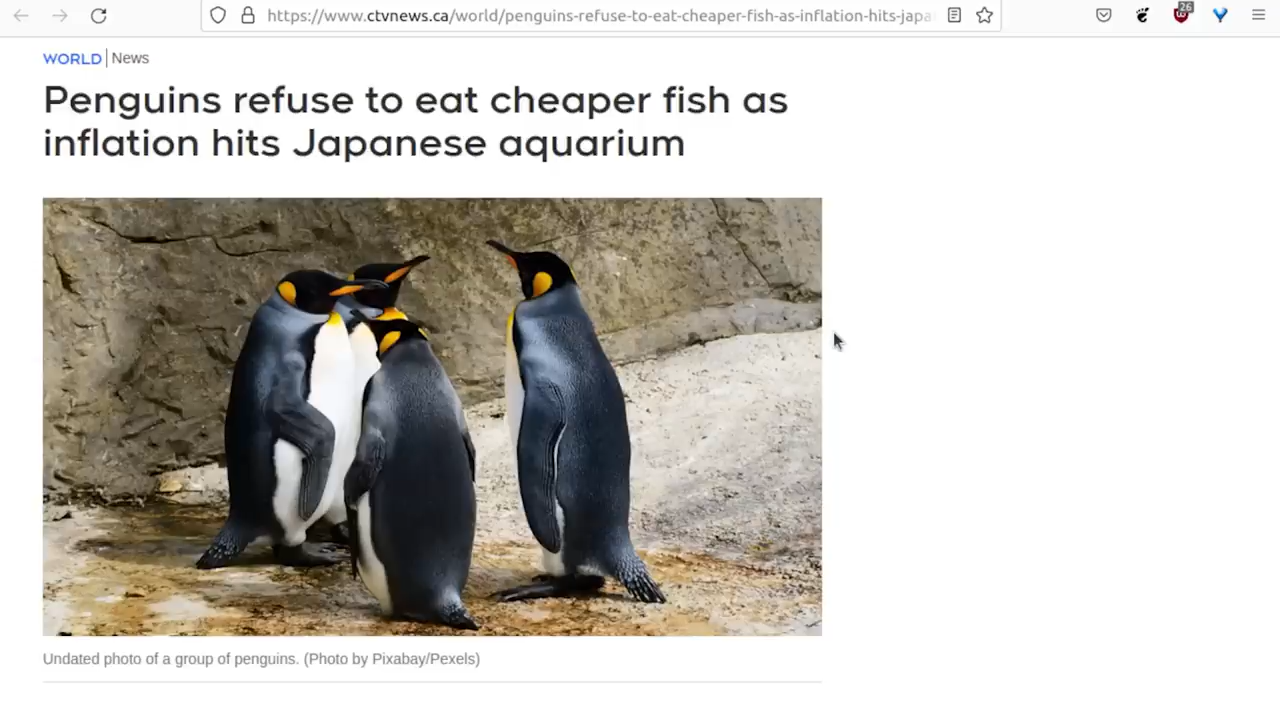 https://www.ctvnews.ca/world/penguins-refuse-to-eat-cheaper-fish-as-inflation-hits-japa
26
WORLD | News
Penguins refuse to eat cheaper fish as
inflation hits Japanese aquarium
Undated photo of a group of penguins. (Photo by Pixabay/Pexels)